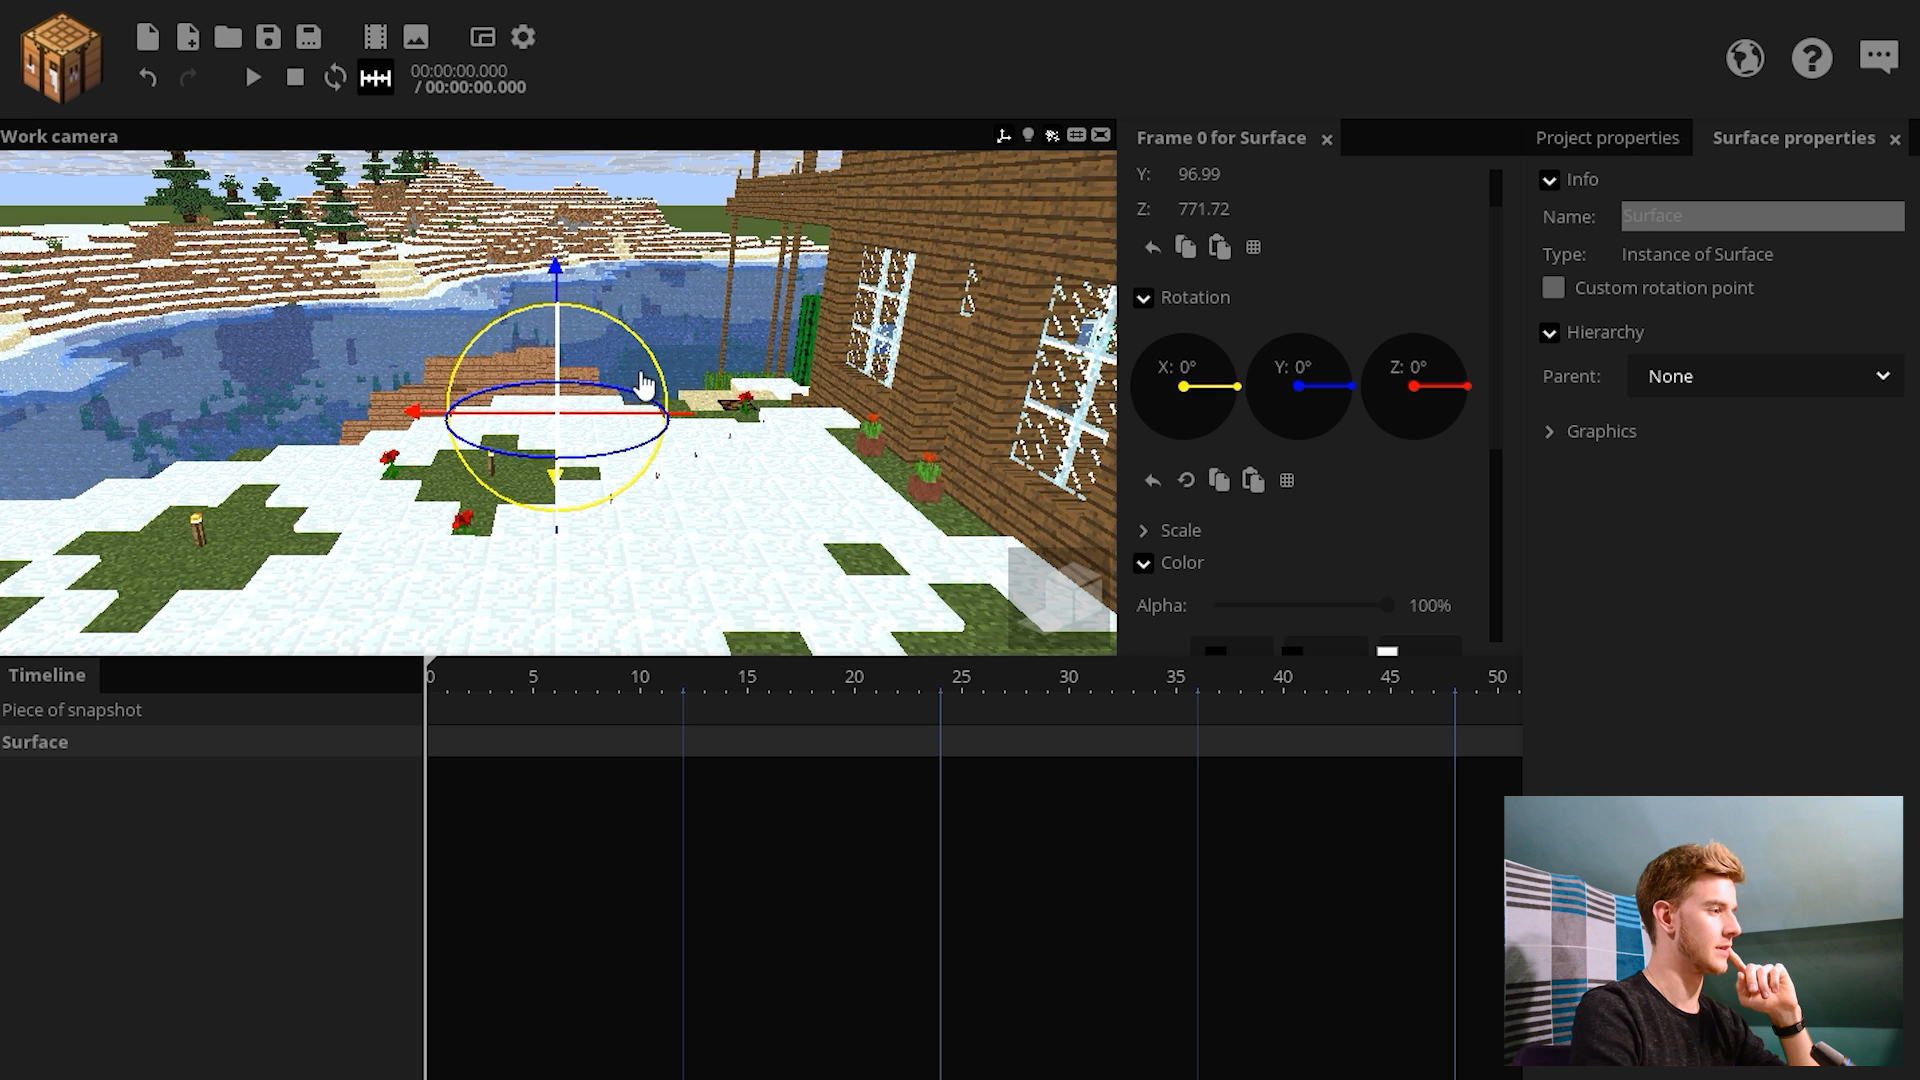 00:00:00.000
/ 00:00:00.000
Work camera
Frame 0 for Surface
Y: 96.99
Z: 771.72
Rotation
X: 0° Y: 0° Z: 0°
Scale
Color
Alpha: 100%
Project properties Surface properties
Info
Name: Surface
Type: Instance of Surface
Custom rotation point
Hierarchy
Parent: None
Graphics
Timeline
0 5 10 15 20 25 30 35 40 45 50
Piece of snapshot
Surface